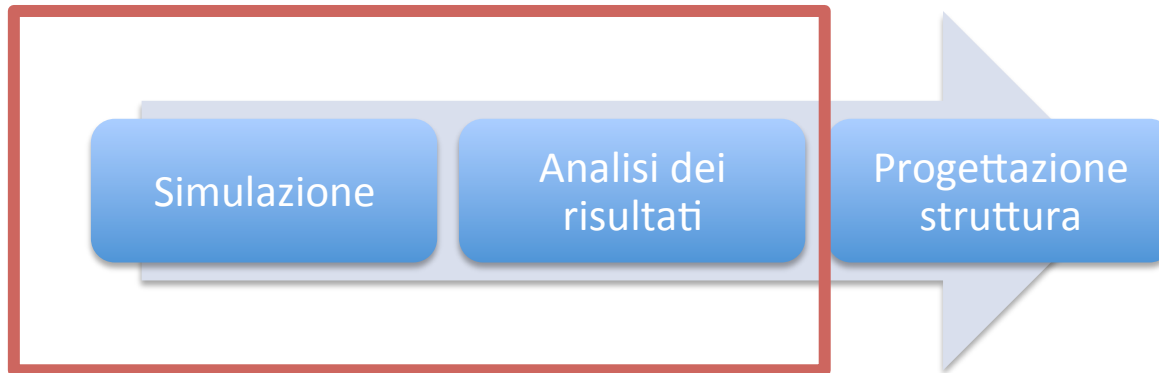 Simulazione
Analisi dei
risultati
Progettazione
struttura